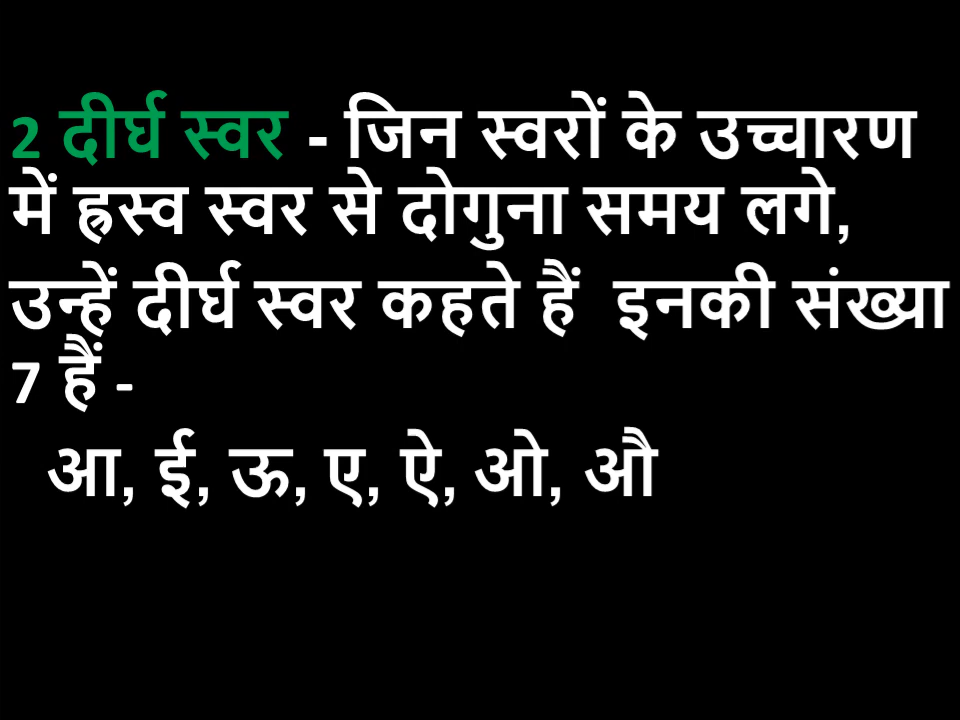 2 दीर्घ स्वर - जिन स्वरों के उच्चारण
में ह्रस्व स्वर से दोगुना समय लगे,
उन्हें दीर्घ स्वर कहते हैं इनकी संख्या
7 हैं -
आ, ई, ऊ, ए, ऐ, ओ, औ